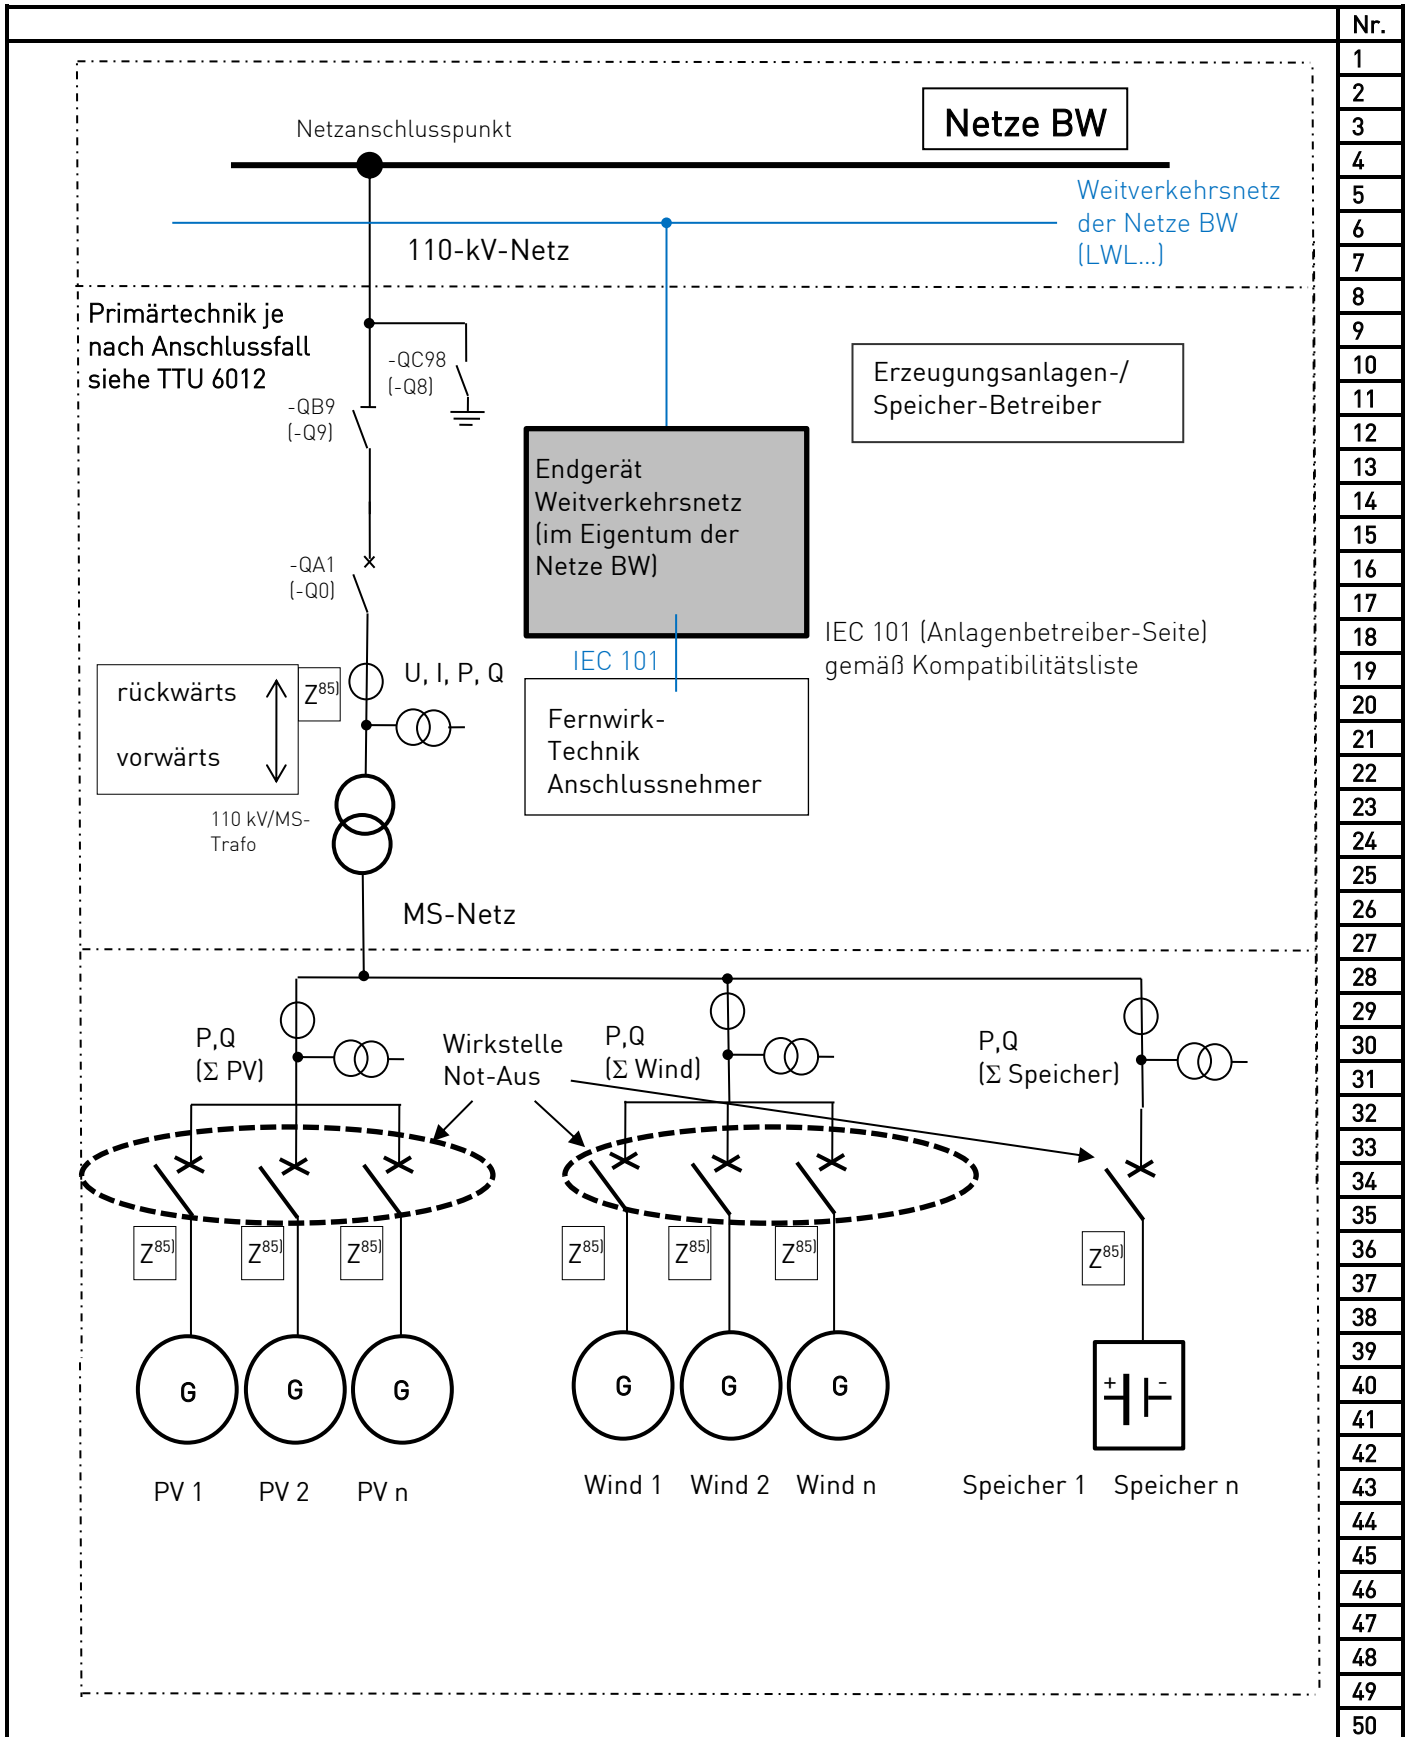 Nr.
1
2
3
4
5
6
7
8
9
10
11
12
13
14
15
16
17
18
19
20
21
22
23
24
25
26
27
28
29
30
31
32
33
34
35
36
37
38
39
40
41
42
43
44
45
46
47
48
49
50
Netze BW
Netzanschlusspunkt
Weitverkehrsnetz
der Netze BW
(LWL...)
110-kV-Netz
Primärtechnik je
nach Anschlussfall
siehe TTU 6012
-QC98
(-Q8)
-QB9
(-Q9)
Erzeugungsanlagen-/
Speicher-Betreiber
Endgerät
Weitverkehrsnetz
(im Eigentum der
Netze BW)
-QA1
(-Q0)
IEC 101 (Anlagenbetreiber-Seite)
gemäß Kompatibilitätsliste
IEC 101
U, I, P, Q
rückwärts
vorwärts
Z85)
Fernwirk-
Technik
Anschlussnehmer
110 kV/MS-
Trafo
MS-Netz
P,Q
(Σ PV)
Wirkstelle
Not-Aus
P,Q
(Σ Wind)
P,Q
(Σ Speicher)
Z85)
Z85)
Z85)
Z85)
Z85)
Z85)
Z85)
G
G
G
G
G
G
+ -
PV 1
PV 2
PV n
Wind 1
Wind 2
Wind n
Speicher 1
Speicher n